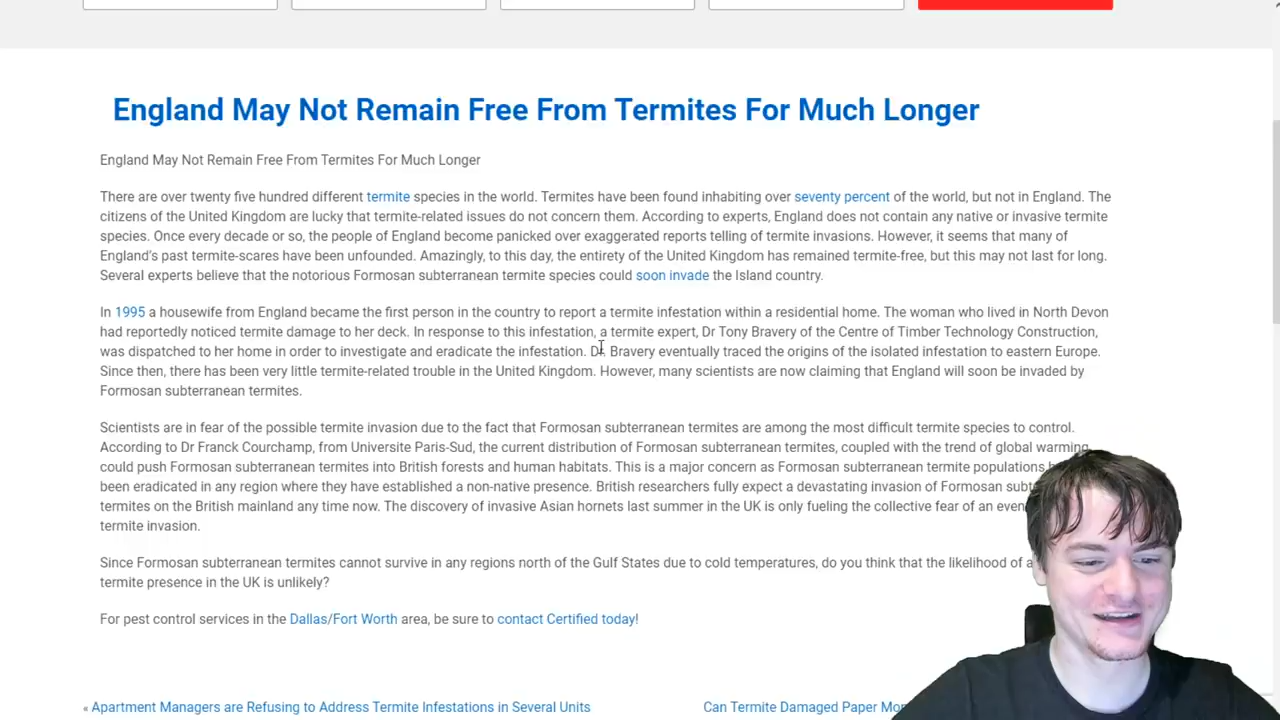 England May Not Remain Free From Termites For Much Longer
England May Not Remain Free From Termites For Much Longer
There are over twenty five hundred different termite species in the world. Termites have been found inhabiting over seventy percent of the world, but not in England. The
citizens of the United Kingdom are lucky that termite-related issues do not concern them. According to experts, England does not contain any native or invasive termite
species. Once every decade or so, the people of England become panicked over exaggerated reports telling of termite invasions. However, it seems that many of
England's past termite-scares have been unfounded. Amazingly, to this day, the entirety of the United Kingdom has remained termite-free, but this may not last for long.
Several experts believe that the notorious Formosan subterranean termite species could soon invade the Island country.
In 1995 a housewife from England became the first person in the country to report a termite infestation within a residential home. The woman who lived in North Devon
had reportedly noticed termite damage to her deck. In response to this infestation, a termite expert, Dr Tony Bravery of the Centre of Timber Technology Construction,
was dispatched to her home in order to investigate and eradicate the infestation. Dr. Bravery eventually traced the origins of the isolated infestation to eastern Europe.
Since then, there has been very little termite-related trouble in the United Kingdom. However, many scientists are now claiming that England will soon be invaded by
Formosan subterranean termites.
Scientists are in fear of the possible termite invasion due to the fact that Formosan subterranean termites are among the most difficult termite species to control.
According to Dr Franck Courchamp, from Universite Paris-Sud, the current distribution of Formosan subterranean termites, coupled with the trend of global warming,
could push Formosan subterranean termites into British forests and human habitats. This is a major concern as Formosan subterranean termite populations
been eradicated in any region where they have established a non-native presence. British researchers fully expect a devastating invasion of Formosan
termites on the British mainland any time now. The discovery of invasive Asian hornets last summer in the UK is only fueling the collective fear of an
termite invasion.
Since Formosan subterranean termites cannot survive in any regions north of the Gulf States due to cold temperatures, do you think that the likelihood of a
termite presence in the UK is unlikely?
For pest control services in the Dallas/Fort Worth area, be sure to contact Certified today!
« Apartment Managers are Refusing to Address Termite Infestations in Several Units
Can Termite Damaged Paper